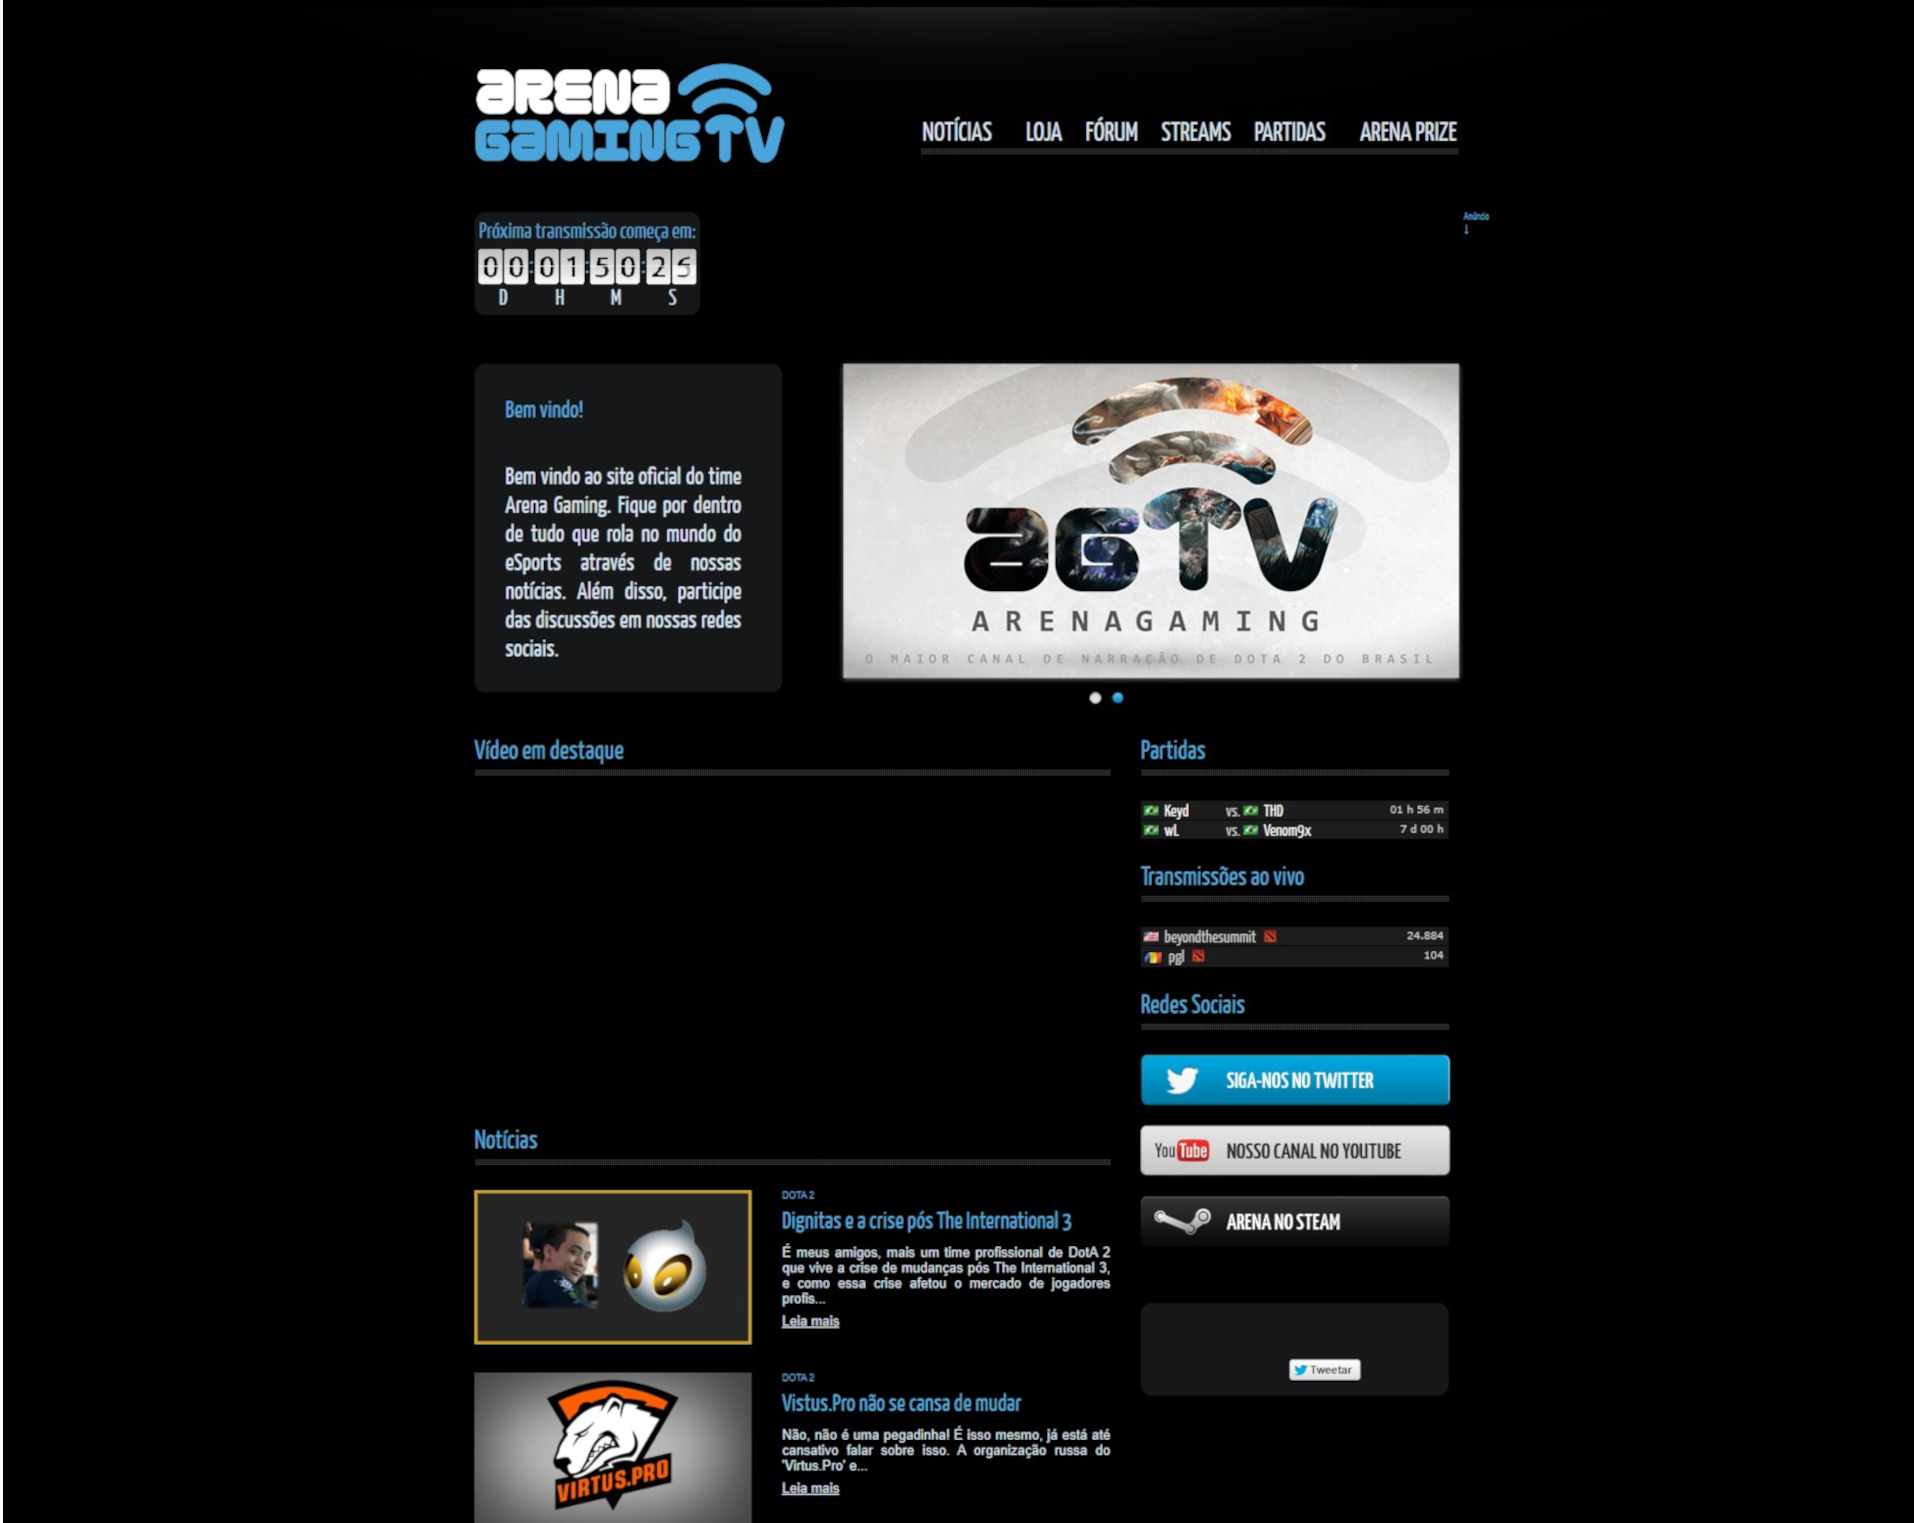 ARENA
GAMING TV
NOTÍCIAS LOJA FÓRUM STREAMS PARTIDAS ARENA PRIZE
Próxima transmissão começa em:
00:01:50:25
D H M S
Anúncio
↓
Bem vindo!
Bem vindo ao site oficial do time
Arena Gaming. Fique por dentro
de tudo que rola no mundo do
eSports através de nossas
notícias. Além disso, participe
das discussões em nossas redes
sociais.
AGTV
ARENAGAMING
O MAIOR CANAL DE NARRAÇÃO DE DOTA 2 DO BRASIL
Vídeo em destaque
Partidas
Keyd vs. THD 01 h 56 m
wL vs. Venom9x 7 d 00 h
Transmissões ao vivo
beyondthesummit 24.884
pgl 104
Redes Sociais
SIGA-NOS NO TWITTER
YouTube NOSSO CANAL NO YOUTUBE
ARENA NO STEAM
Tweetar
Notícias
DOTA 2
Dignitas e a crise pós The International 3
É meus amigos, mais um time profissional de DotA 2
que vive a crise de mudanças pós The International 3,
e como essa crise afetou o mercado de jogadores
profis...
Leia mais
VIRTUS.PRO
DOTA 2
Vistus.Pro não se cansa de mudar
Não, não é uma pegadinha! É isso mesmo, já está até
cansativo falar sobre isso. A organização russa do
'Virtus.Pro' e...
Leia mais